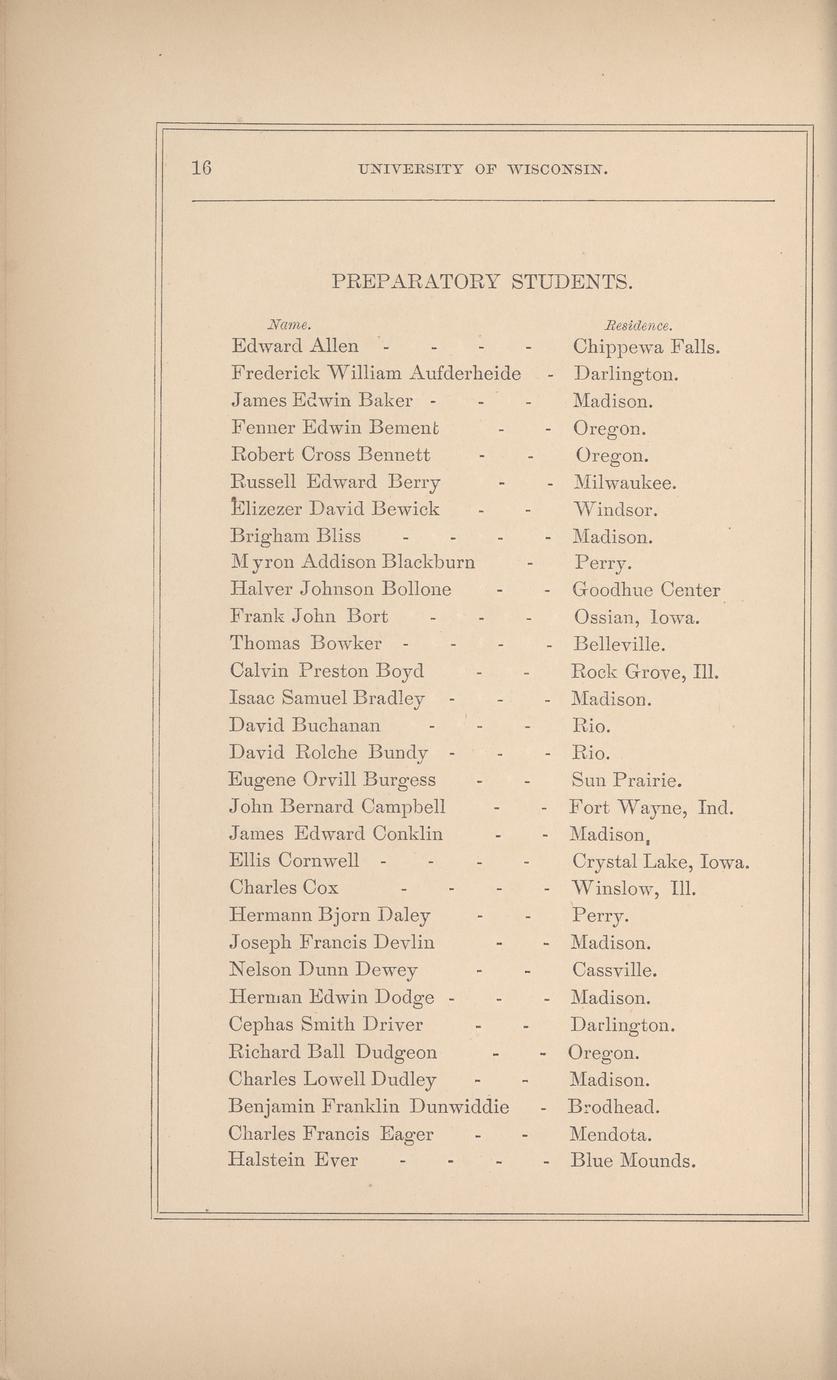 16 UNIVERSITY OF WISCONSIN.
PREPARATORY STUDENTS.
Name. Residence.
Edward Allen - - - - Chippewa Falls.
Frederick William Aufderheide - Darlington.
James Edwin Baker - - - Madison.
Fenner Edwin Bement - - Oregon.
Robert Cross Bennett - - Oregon.
Russell Edward Berry - - Milwaukee.
Elizezer David Bewick - - Windsor.
Brigham Bliss - - - - Madison.
Myron Addison Blackburn - Perry.
Halver Johnson Bollone - - Goodhue Center
Frank John Bort - - - Ossian, Iowa.
Thomas Bowker - - - - Belleville.
Calvin Preston Boyd - - Rock Grove, Ill.
Isaac Samuel Bradley - - - Madison.
David Buchanan - - - Rio.
David Rolche Bundy - - - Rio.
Eugene Orvill Burgess - - Sun Prairie.
John Bernard Campbell - - Fort Wayne, Ind.
James Edward Conklin - - Madison,
Ellis Cornwell - - - - Crystal Lake, Iowa.
Charles Cox - - - - Winslow, Ill.
Hermann Bjorn Daley - - Perry.
Joseph Francis Devlin - - Madison.
Nelson Dunn Dewey - - Cassville.
Herman Edwin Dodge - - - Madison.
Cephas Smith Driver - - Darlington.
Richard Ball Dudgeon - - Oregon.
Charles Lowell Dudley - - Madison.
Benjamin Franklin Dunwiddie - Brodhead.
Charles Francis Eager - - Mendota.
Halstein Ever - - - - Blue Mounds.